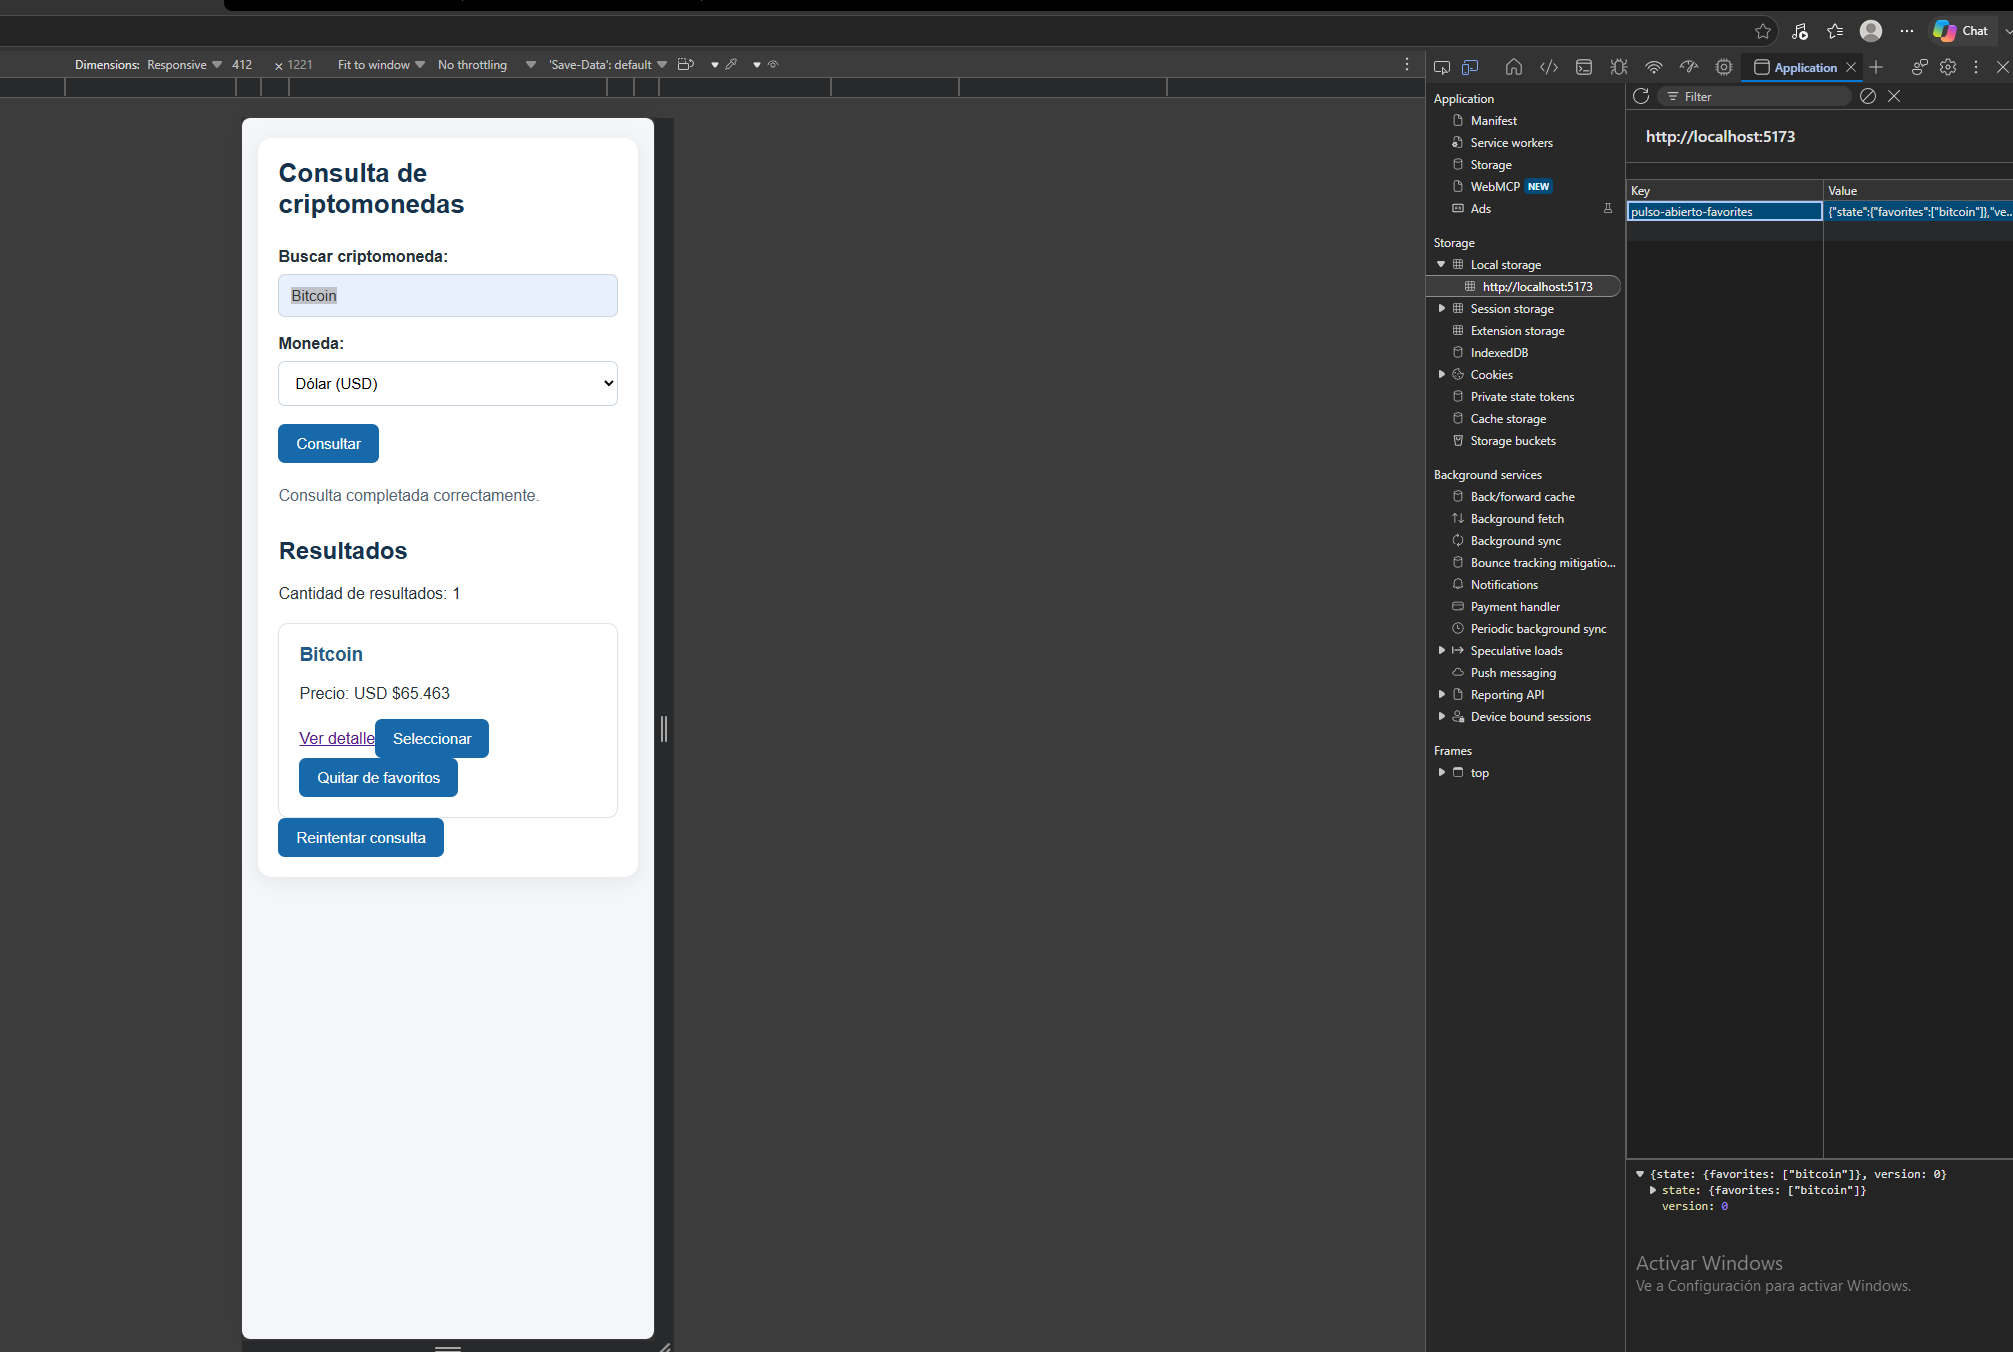 Chat
Dimensions: Responsive 412 × 1221 Fit to window No throttling 'Save-Data': default
Consulta de
criptomonedas
Buscar criptomoneda:
Bitcoin
Moneda:
Dólar (USD)
Consultar
Consulta completada correctamente.
Resultados
Cantidad de resultados: 1
Bitcoin
Precio: USD $65.463
Ver detalle Seleccionar
Quitar de favoritos
Reintentar consulta
Application
Application
Manifest
Service workers
Storage
WebMCP NEW
Ads
Storage
Local storage
http://localhost:5173
Session storage
Extension storage
IndexedDB
Cookies
Private state tokens
Cache storage
Storage buckets
Background services
Back/forward cache
Background fetch
Background sync
Bounce tracking mitigatio...
Notifications
Payment handler
Periodic background sync
Speculative loads
Push messaging
Reporting API
Device bound sessions
Frames
top
Filter
http://localhost:5173
Key Value
pulso-abierto-favorites {"state":{"favorites":["bitcoin"]},"ve...
{state: {favorites: ["bitcoin"]}, version: 0}
state: {favorites: ["bitcoin"]}
version: 0
Activar Windows
Ve a Configuración para activar Windows.